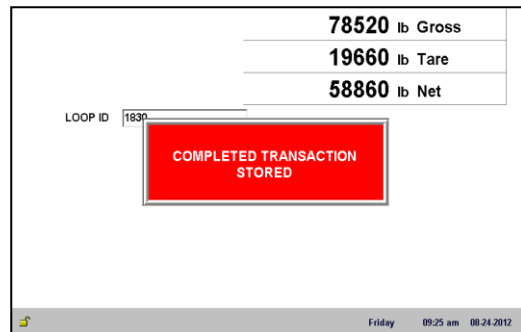 78520 lb Gross
19660 lb Tare
58860 lb Net
LOOP ID 1830
COMPLETED TRANSACTION
STORED
Friday 09:25 am 08-24-2012